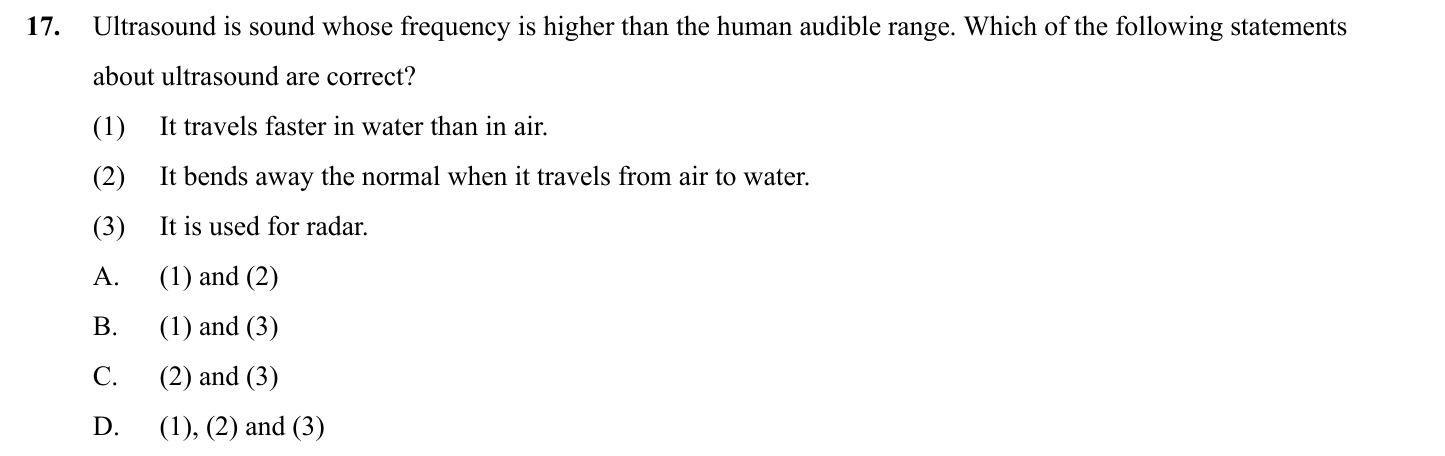 17. Ultrasound is sound whose frequency is higher than the human audible range. Which of the following statements
about ultrasound are correct?
(1) It travels faster in water than in air.
(2) It bends away the normal when it travels from air to water.
(3) It is used for radar.
A. (1) and (2)
B. (1) and (3)
C. (2) and (3)
D. (1), (2) and (3)